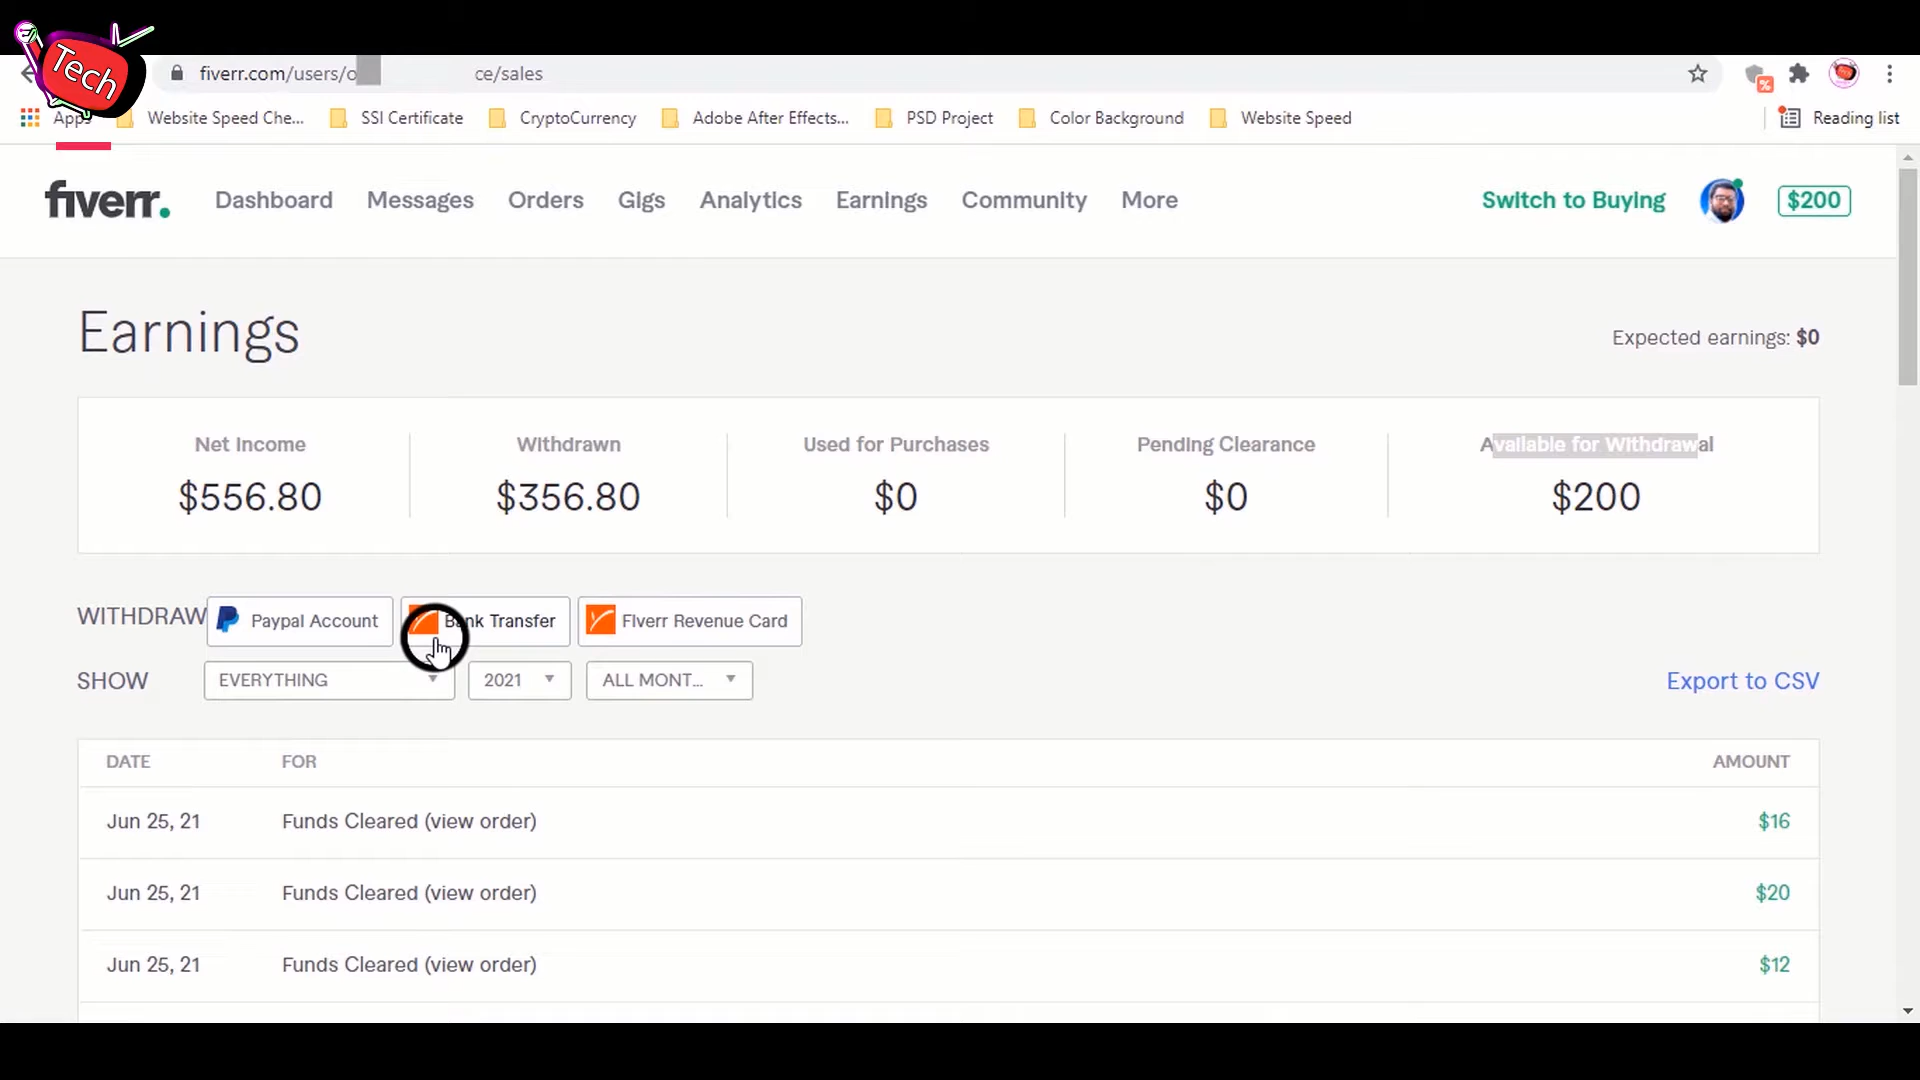 Tech
fiverr.com/users/o ce/sales
Apps Website Speed Che... SSI Certificate CryptoCurrency Adobe After Effects... PSD Project Color Background Website Speed Reading list
fiverr. Dashboard Messages Orders Gigs Analytics Earnings Community More Switch to Buying $200
Earnings
Expected earnings: $0
Net Income Withdrawn Used for Purchases Pending Clearance Available for Withdrawal
$556.80 $356.80 $0 $0 $200
WITHDRAW Paypal Account Bank Transfer Fiverr Revenue Card
SHOW EVERYTHING 2021 ALL MONT... Export to CSV
DATE FOR AMOUNT
Jun 25, 21 Funds Cleared (view order) $16
Jun 25, 21 Funds Cleared (view order) $20
Jun 25, 21 Funds Cleared (view order) $12